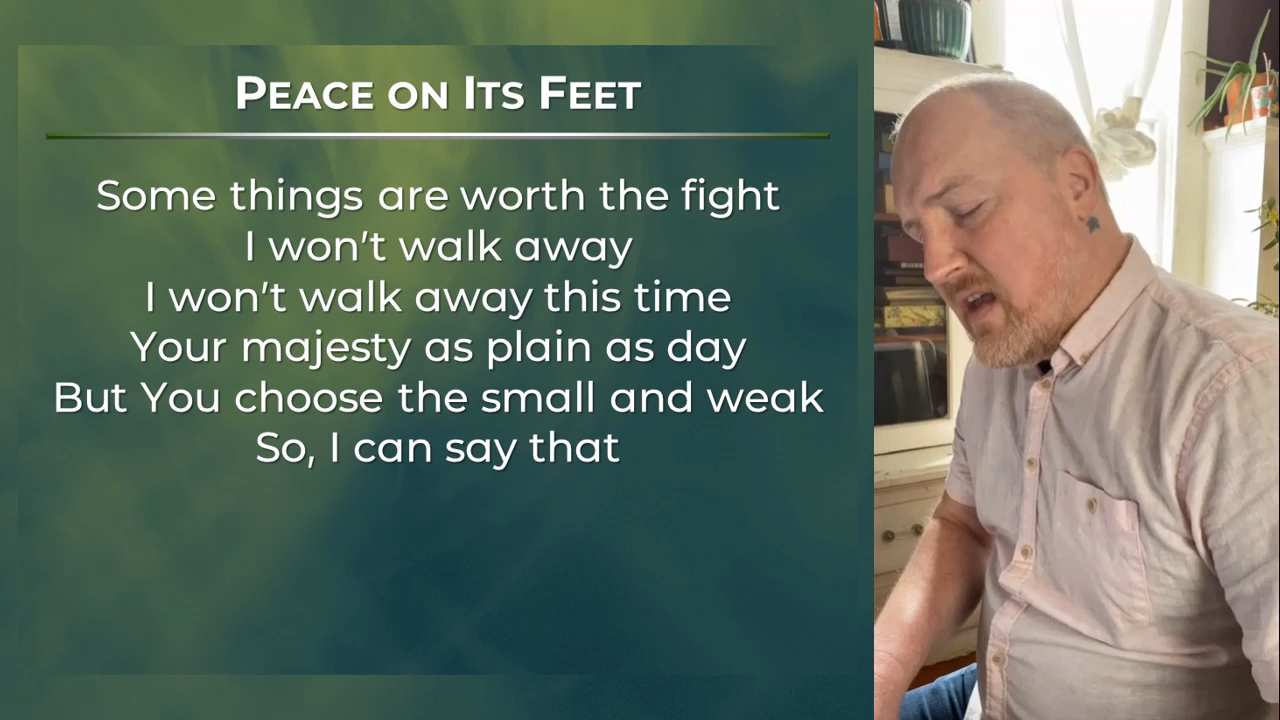 Peace on Its Feet
Some things are worth the fight
I won't walk away
I won't walk away this time
Your majesty as plain as day
But You choose the small and weak
So, I can say that